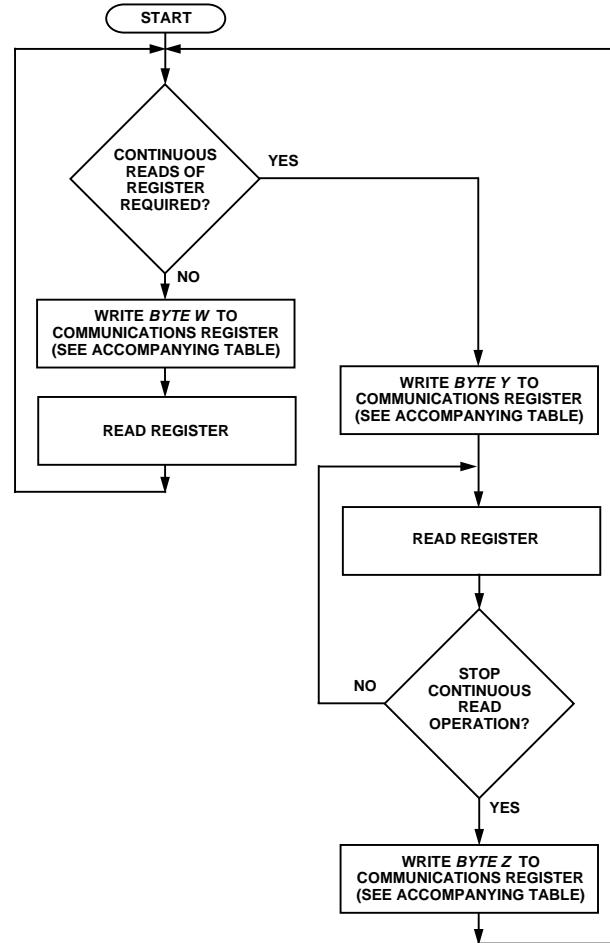 START
CONTINUOUS
READS OF
REGISTER
REQUIRED?
YES
NO
WRITE BYTE W TO
COMMUNICATIONS REGISTER
(SEE ACCOMPANYING TABLE)
READ REGISTER
WRITE BYTE Y TO
COMMUNICATIONS REGISTER
(SEE ACCOMPANYING TABLE)
READ REGISTER
STOP
CONTINUOUS
READ
OPERATION?
NO
YES
WRITE BYTE Z TO
COMMUNICATIONS REGISTER
(SEE ACCOMPANYING TABLE)